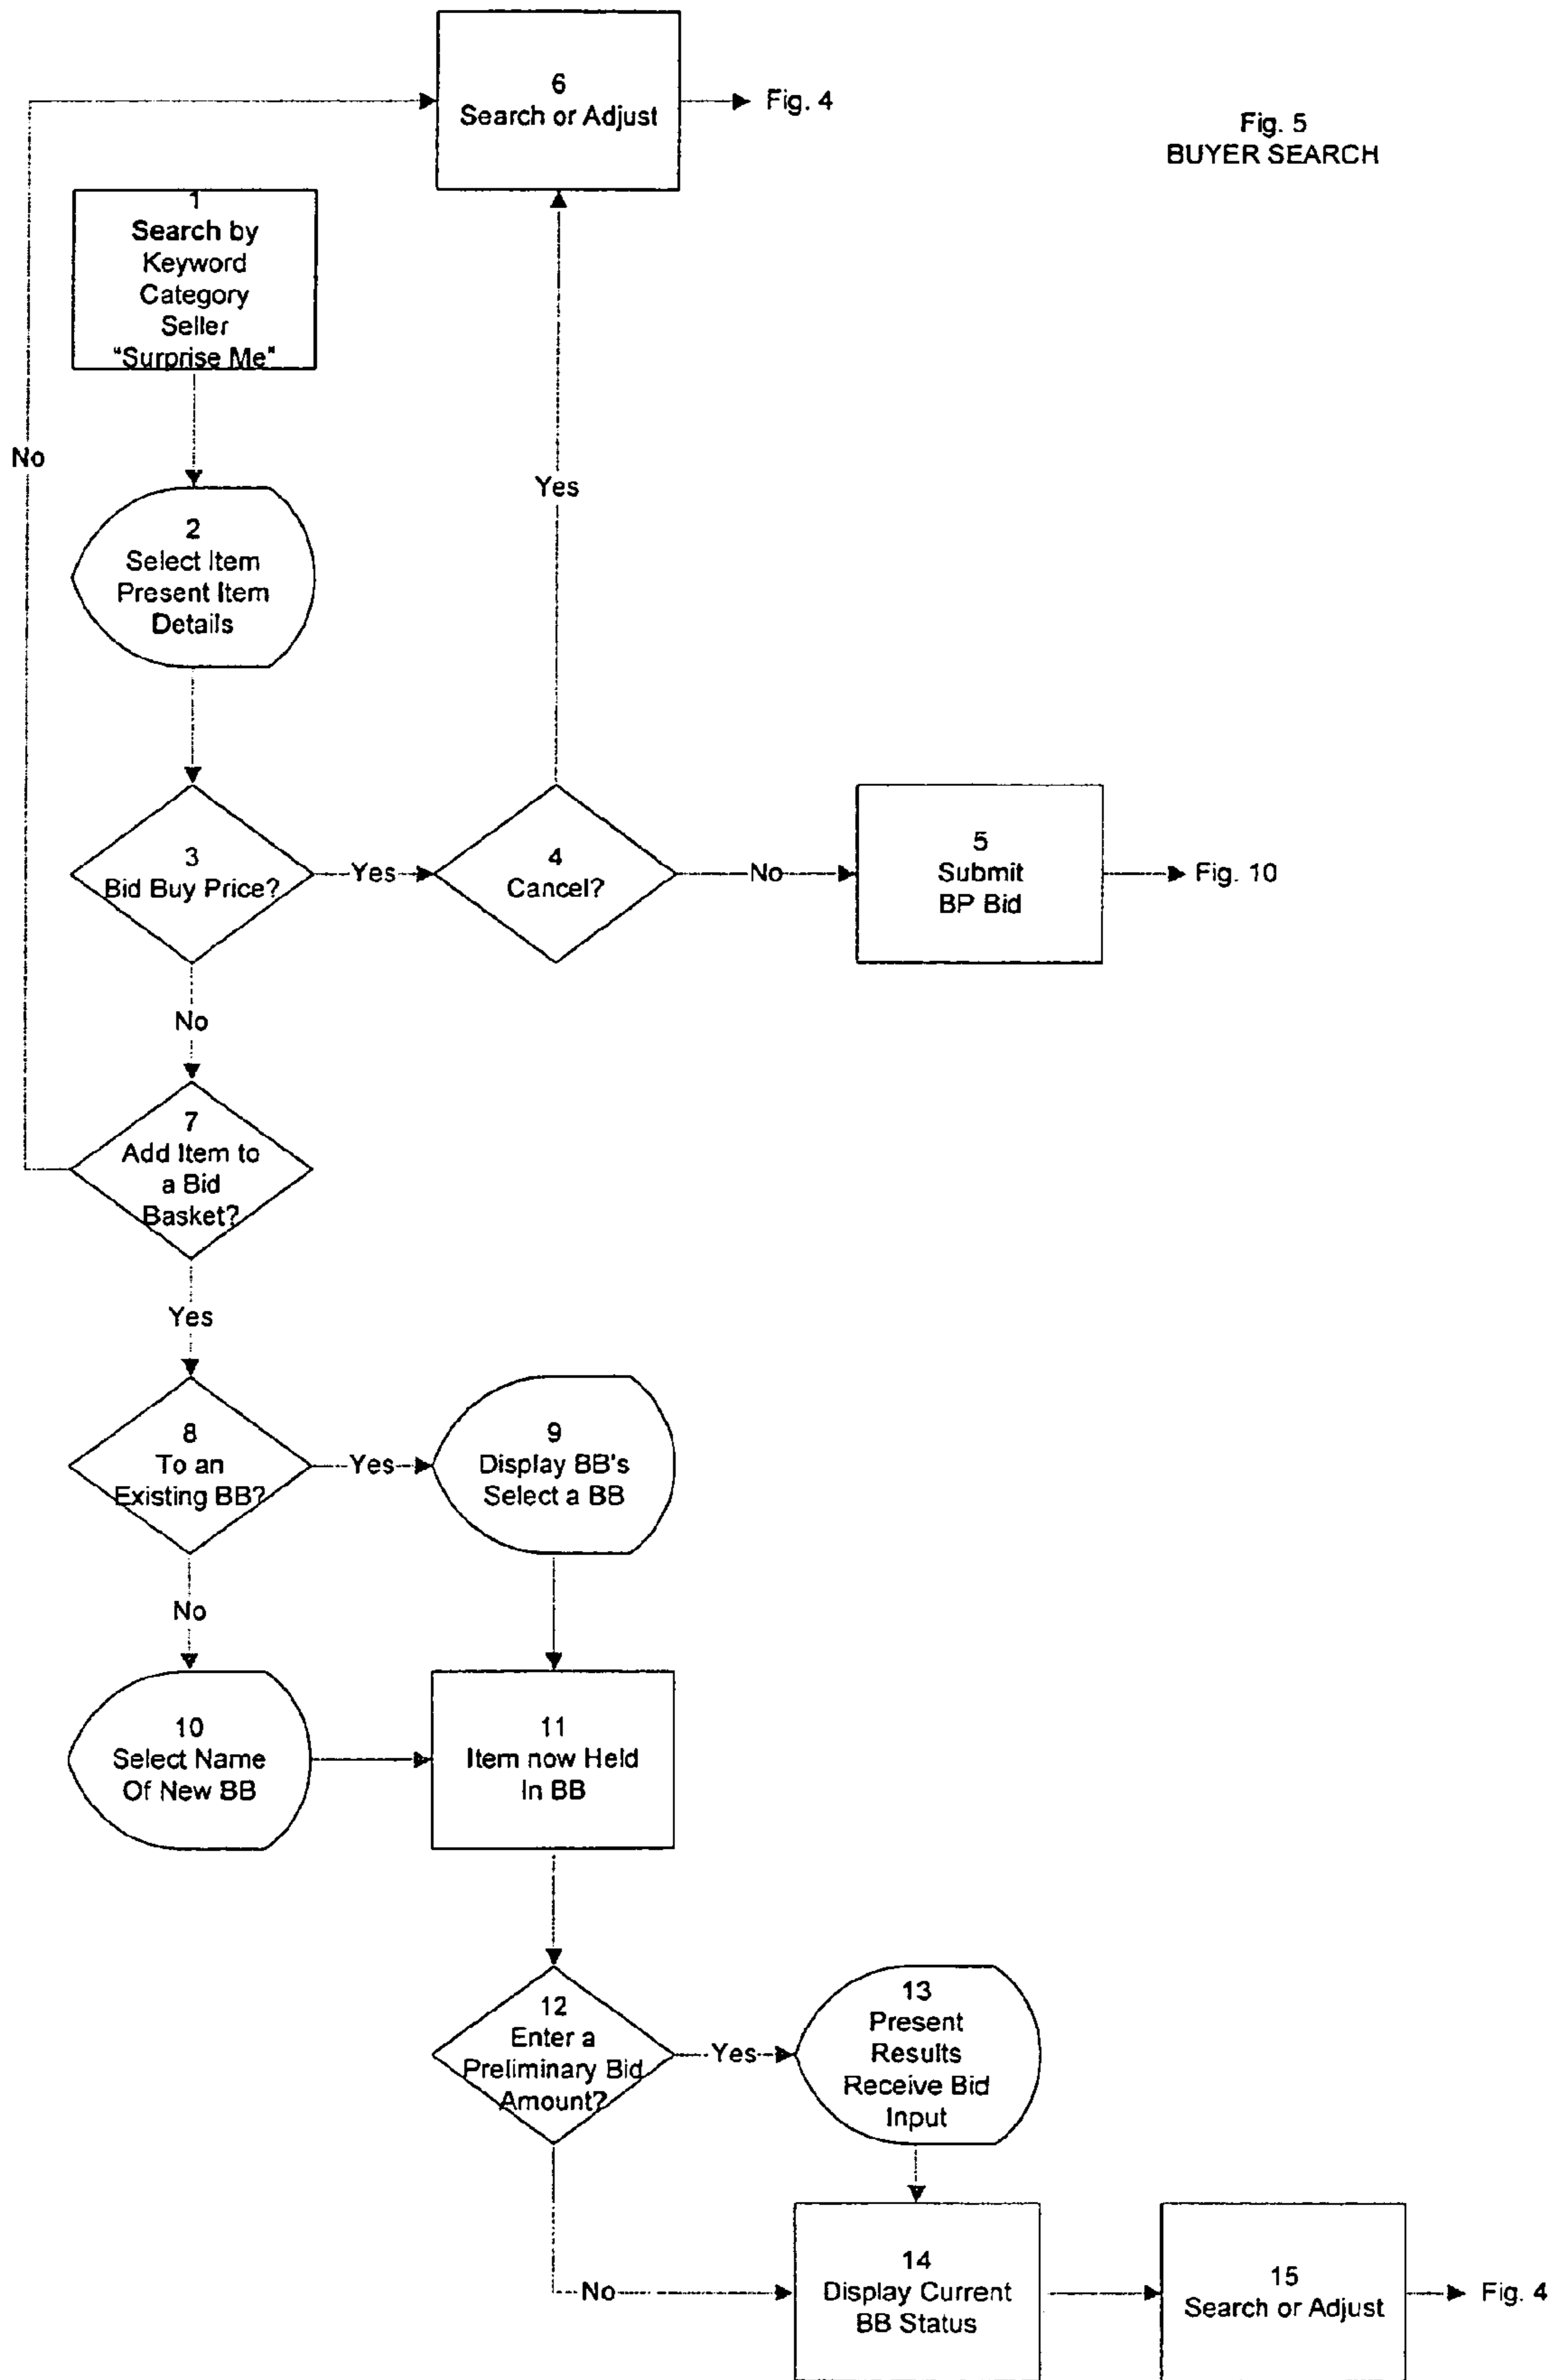 6
Search or Adjust
Fig. 4
Fig. 5
BUYER SEARCH
1
Search by
Keyword
Category
Seller
"Surprise Me"
No
Yes
2
Select Item
Present Item
Details
3
Bid Buy Price?
Yes
4
Cancel?
No
5
Submit
BP Bid
Fig. 10
No
7
Add Item to
a Bid
Basket?
Yes
8
To an
Existing BB?
Yes
9
Display BB's
Select a BB
No
10
Select Name
Of New BB
11
Item now Held
In BB
12
Enter a
Preliminary Bid
Amount?
Yes
13
Present
Results
Receive Bid
Input
No
14
Display Current
BB Status
15
Search or Adjust
Fig. 4